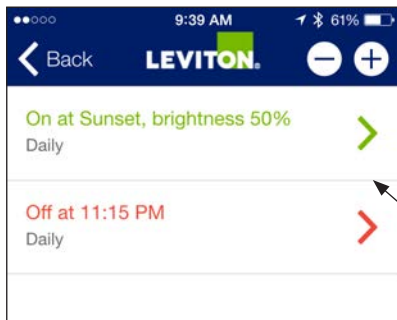 9:39 AM 61%
Back LEVITON.
On at Sunset, brightness 50%
Daily
Off at 11:15 PM
Daily